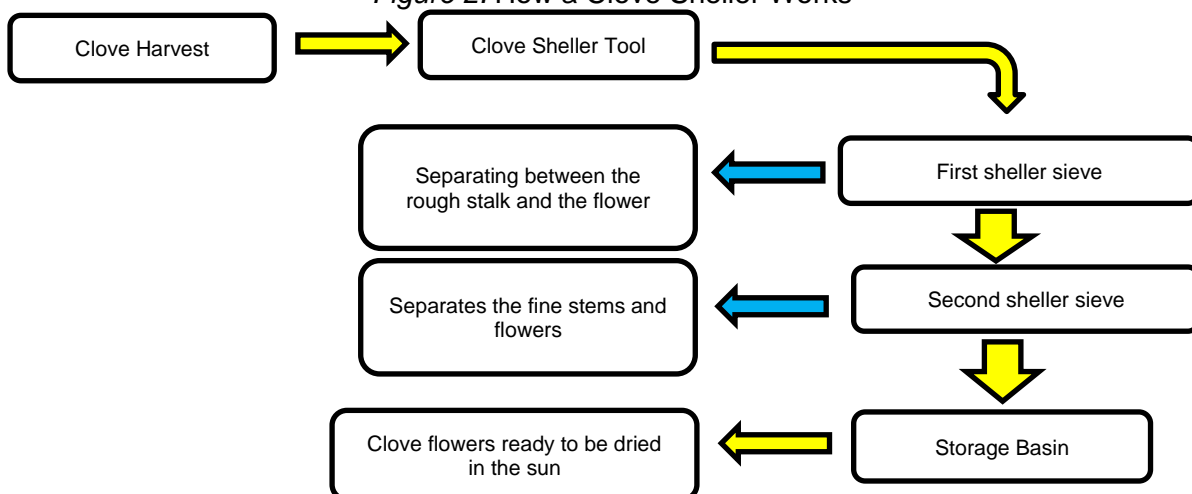 Figure 2. How a Clove Sheller Works
Clove Harvest
Clove Sheller Tool
First sheller sieve
Separating between the
rough stalk and the flower
Second sheller sieve
Separates the fine stems and
flowers
Storage Basin
Clove flowers ready to be dried
in the sun